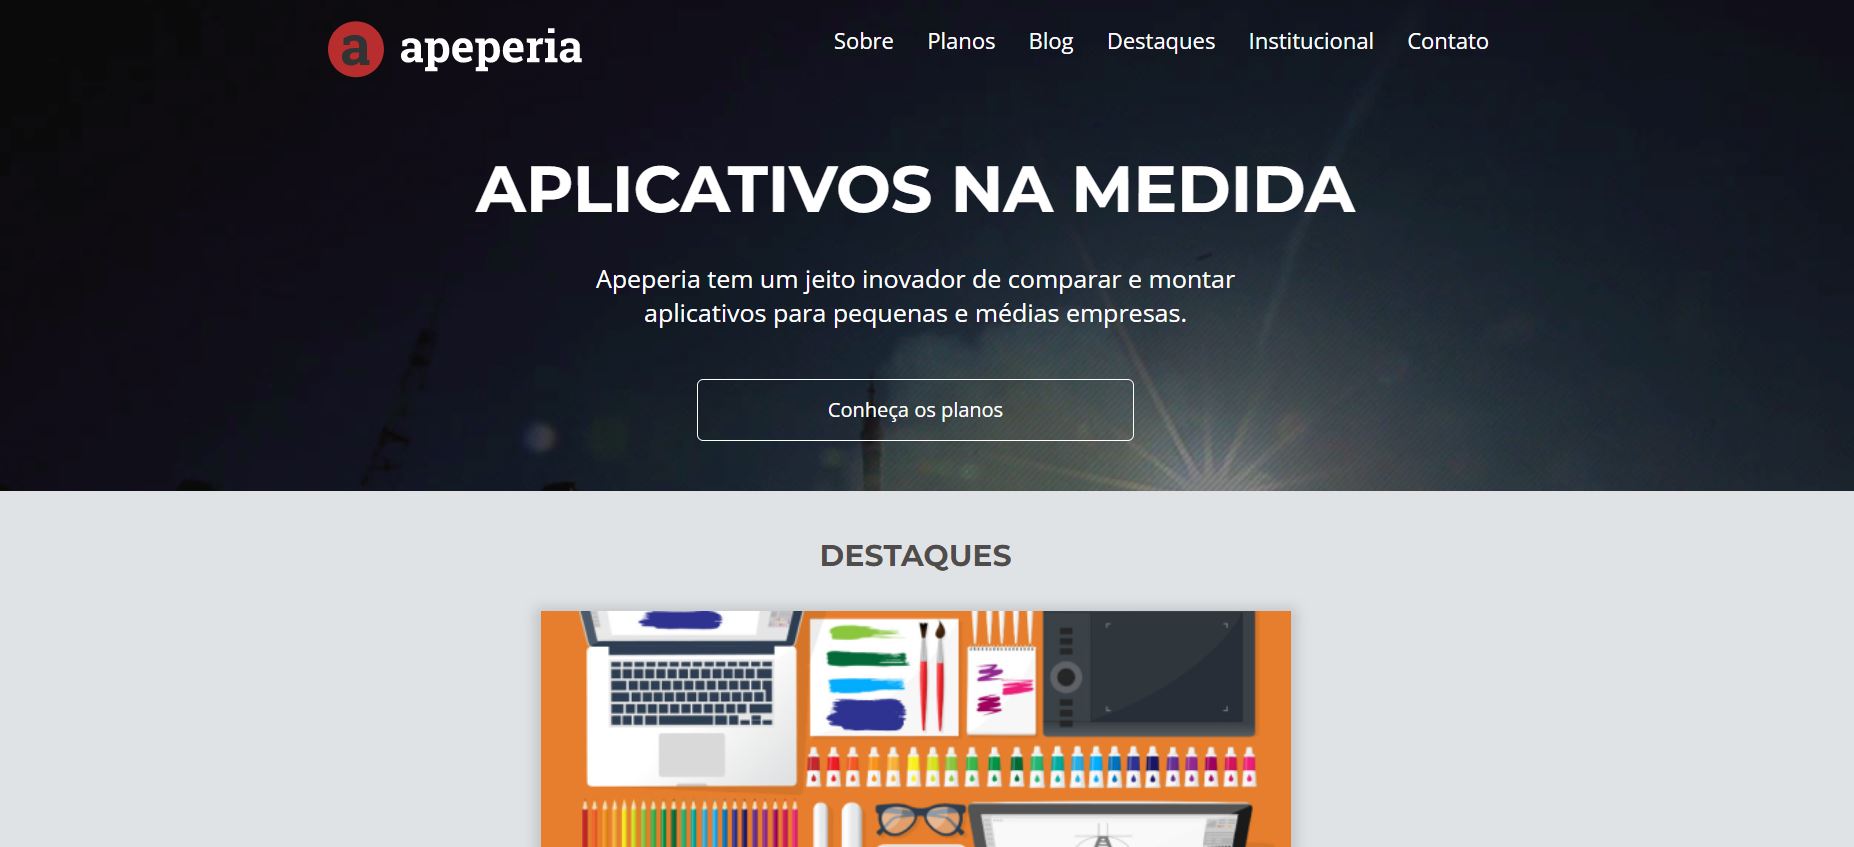 a apeperia
Sobre Planos Blog Destaques Institucional Contato
APLICATIVOS NA MEDIDA
Apeperia tem um jeito inovador de comparar e montar
aplicativos para pequenas e médias empresas.
Conheça os planos
DESTAQUES